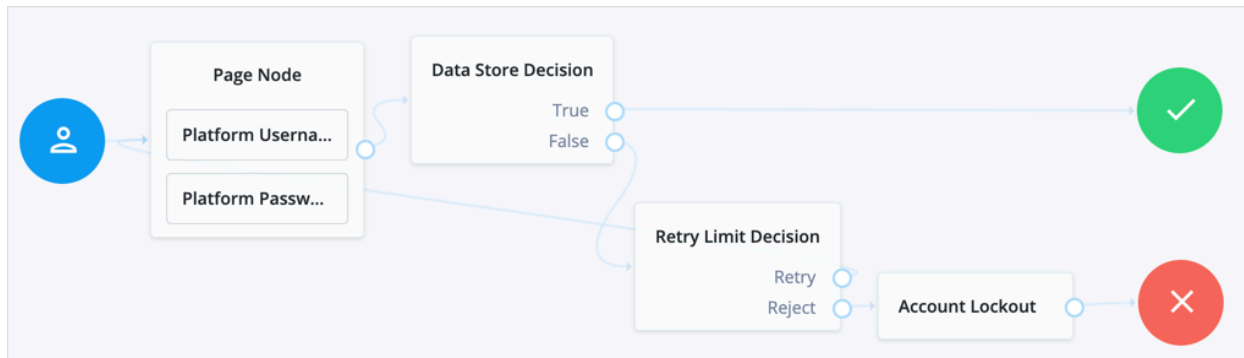 Page Node
Platform Userna...
Platform Passw...
Data Store Decision
True
False
Retry Limit Decision
Retry
Reject
Account Lockout